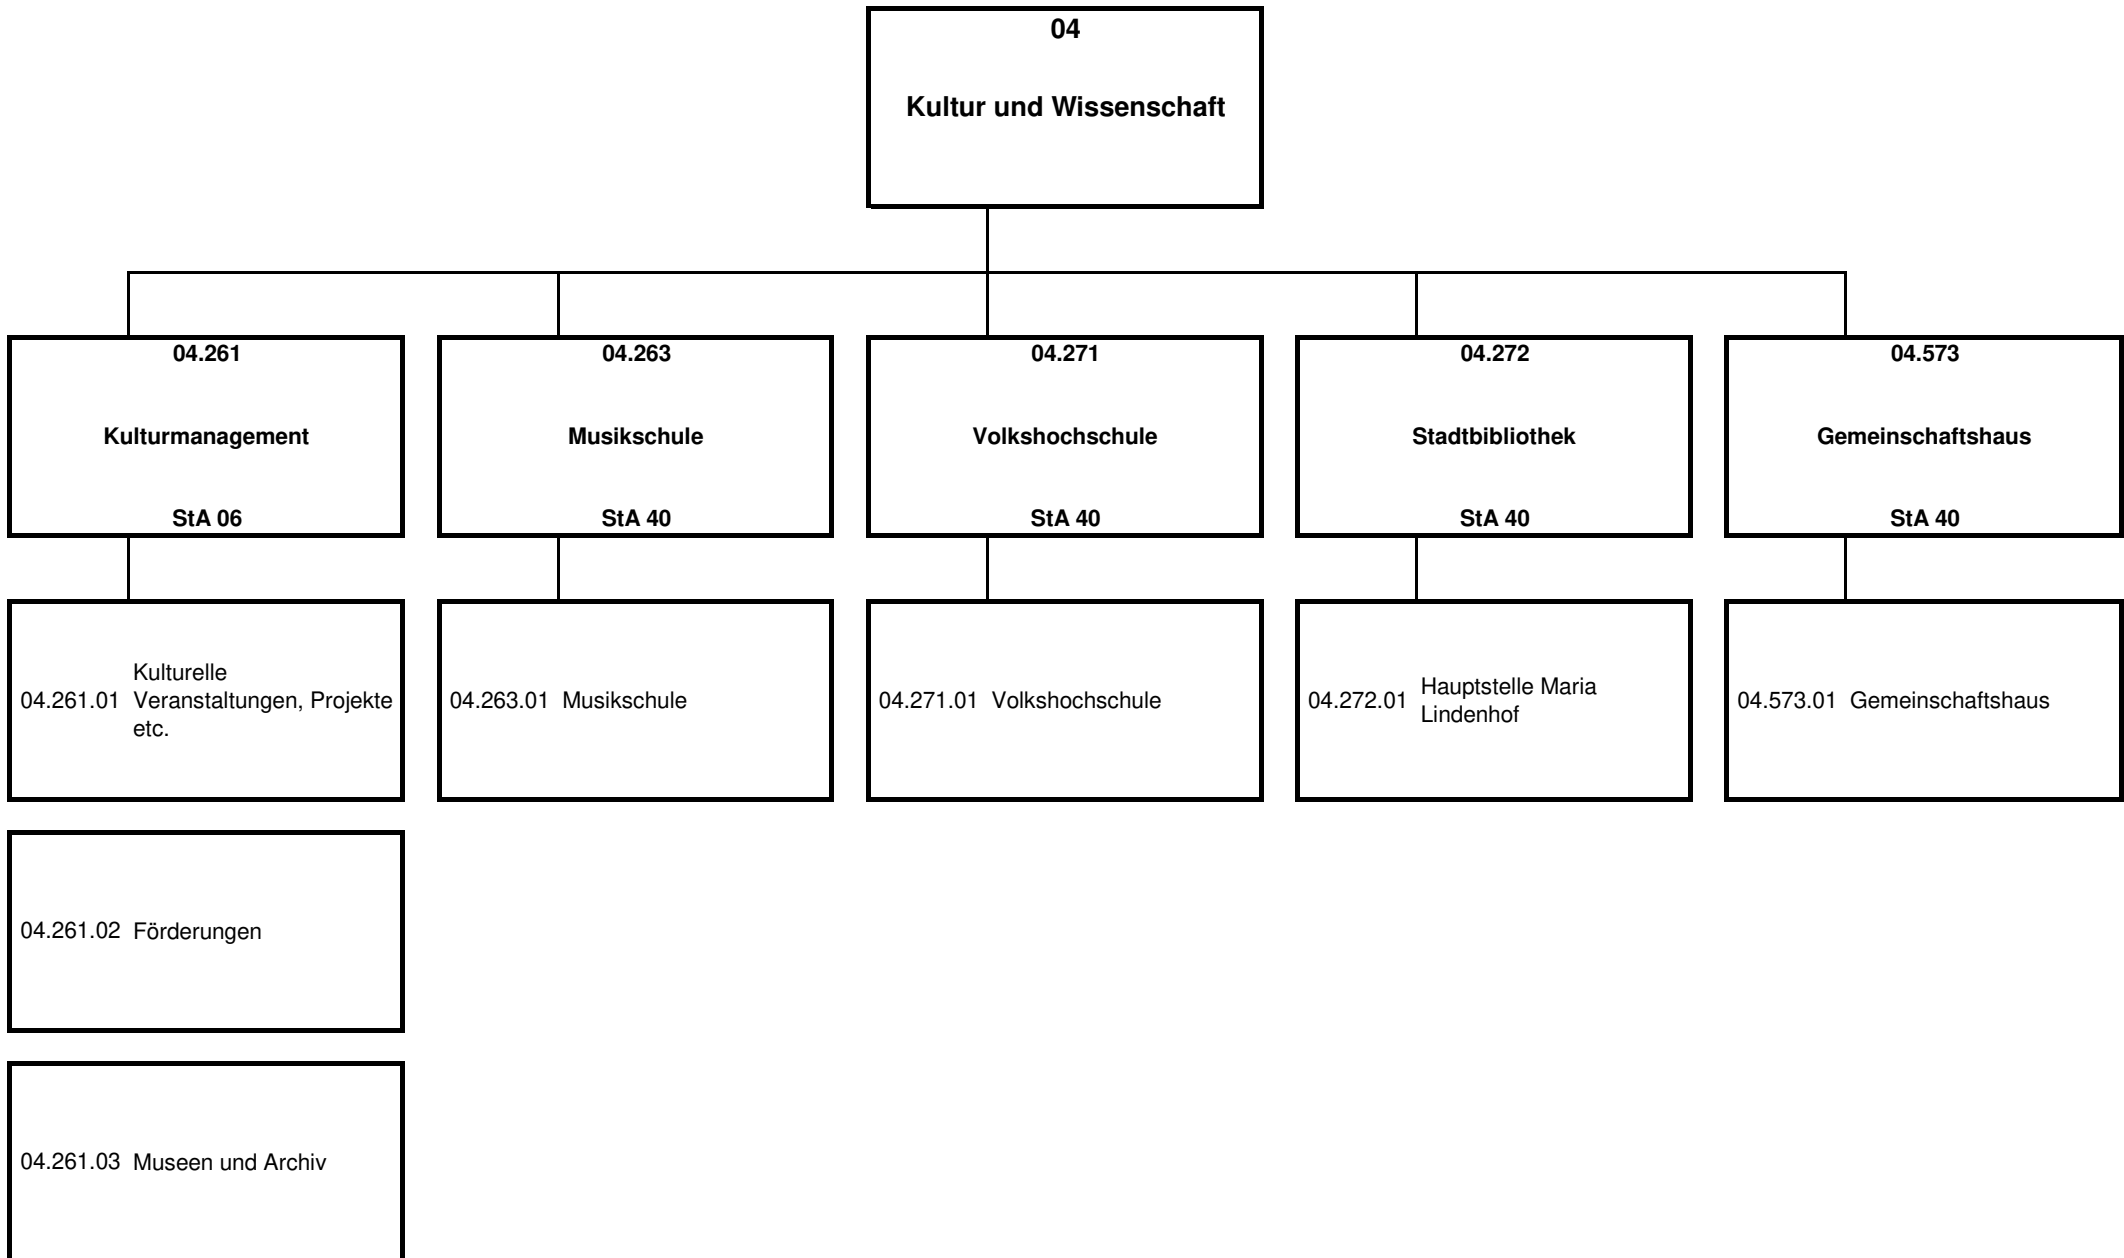 04
Kultur und Wissenschaft
04.261
Kulturmanagement
StA 06
04.263
Musikschule
StA 40
04.271
Volkshochschule
StA 40
04.272
Stadtbibliothek
StA 40
04.573
Gemeinschaftshaus
StA 40
04.261.01
Kulturelle
Veranstaltungen, Projekte
etc.
04.263.01 Musikschule
04.271.01 Volkshochschule
04.272.01
Hauptstelle Maria
Lindenhof
04.573.01 Gemeinschaftshaus
04.261.02 Förderungen
04.261.03 Museen und Archiv